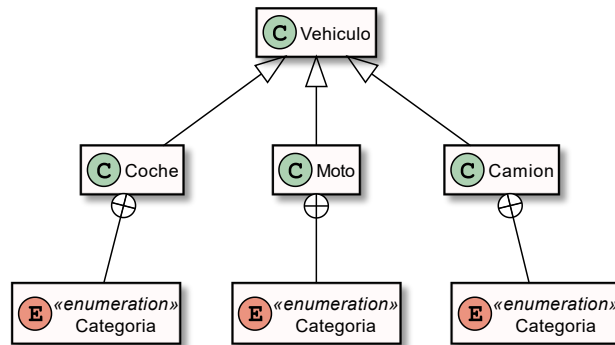 C Vehiculo
C Coche
C Moto
C Camion
E «enumeration»
Categoria
E «enumeration»
Categoria
E «enumeration»
Categoria